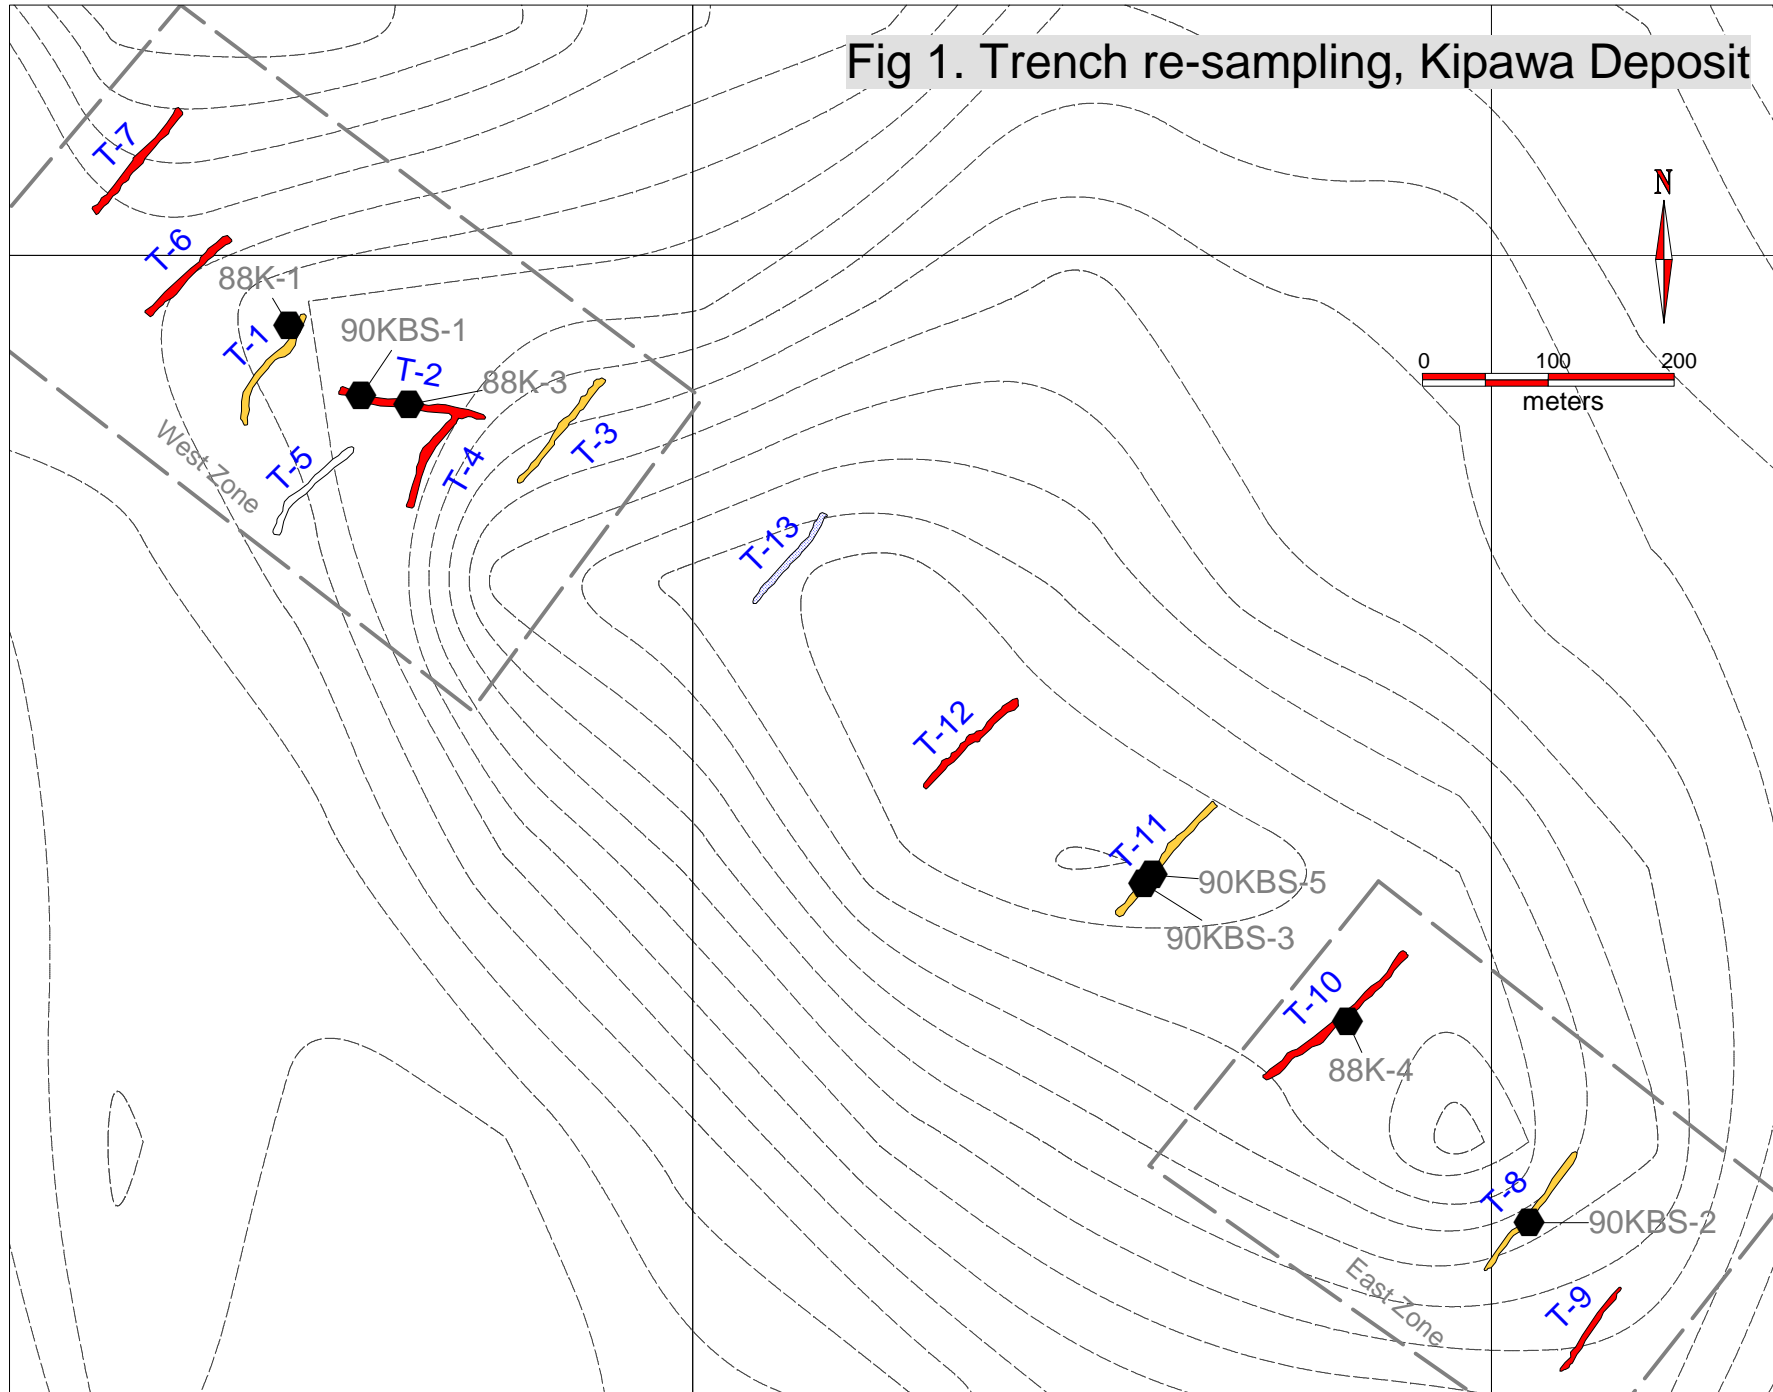 Fig 1. Trench re-sampling, Kipawa Deposit
T-7
N
T-6
88K-1
T-1
90KBS-1
T-2
88K-3
0 100 200
meters
West Zone
T-5
T-4
T-3
T-13
T-12
T-11
90KBS-5
90KBS-3
T-10
88K-4
T-8
90KBS-2
East Zone
T-9